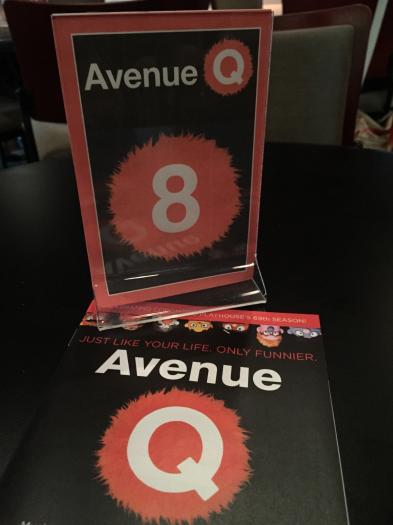 Avenue Q
8
PLAYHOUSE'S 69th SEASON!
JUST LIKE YOUR LIFE. ONLY FUNNIER.
Avenue
Q